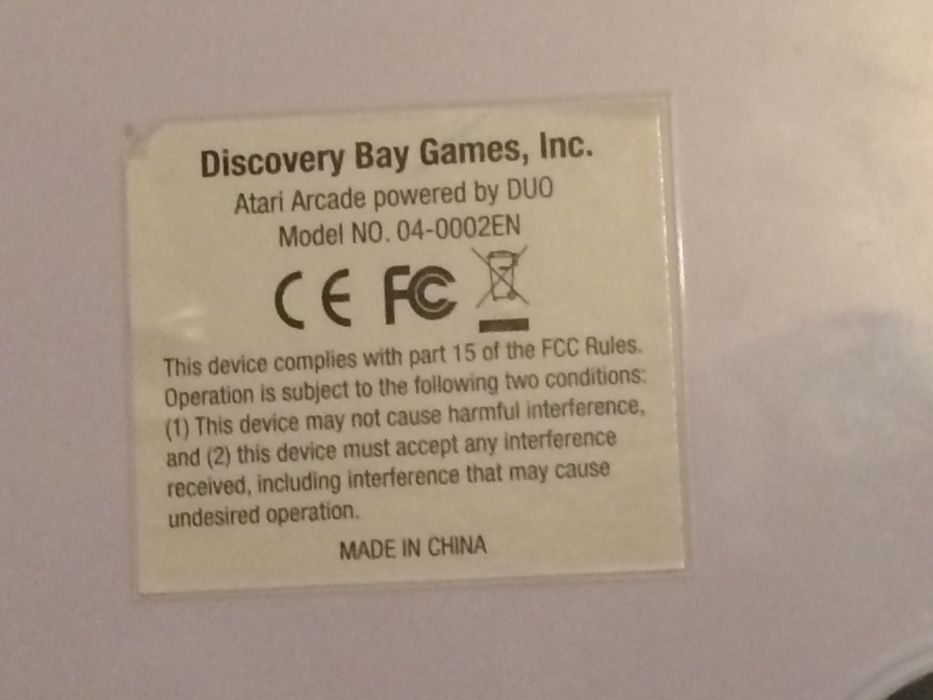 Discovery Bay Games, Inc.
Atari Arcade powered by DUO
Model NO. 04-0002EN
CE FC
This device complies with part 15 of the FCC Rules.
Operation is subject to the following two conditions:
(1) This device may not cause harmful interference,
and (2) this device must accept any interference
received, including interference that may cause
undesired operation.
MADE IN CHINA